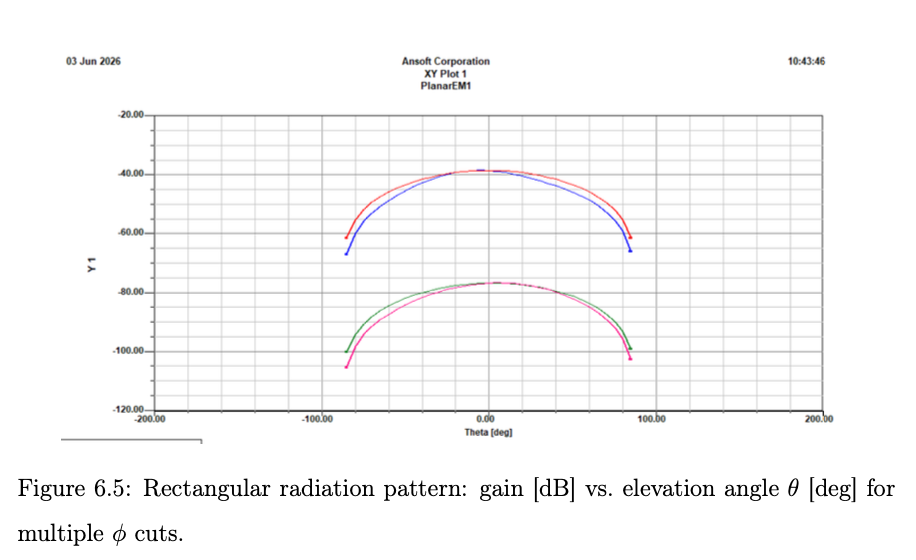 03 Jun 2026
Ansoft Corporation
10:43:46
XY Plot 1
PlanarEM1
-20.00
-40.00
-60.00
Y 1
-80.00
-100.00
-120.00
-200.00
-100.00
0.00
100.00
200.00
Theta [deg]
Figure 6.5: Rectangular radiation pattern: gain [dB] vs. elevation angle θ [deg] for
multiple ϕ cuts.